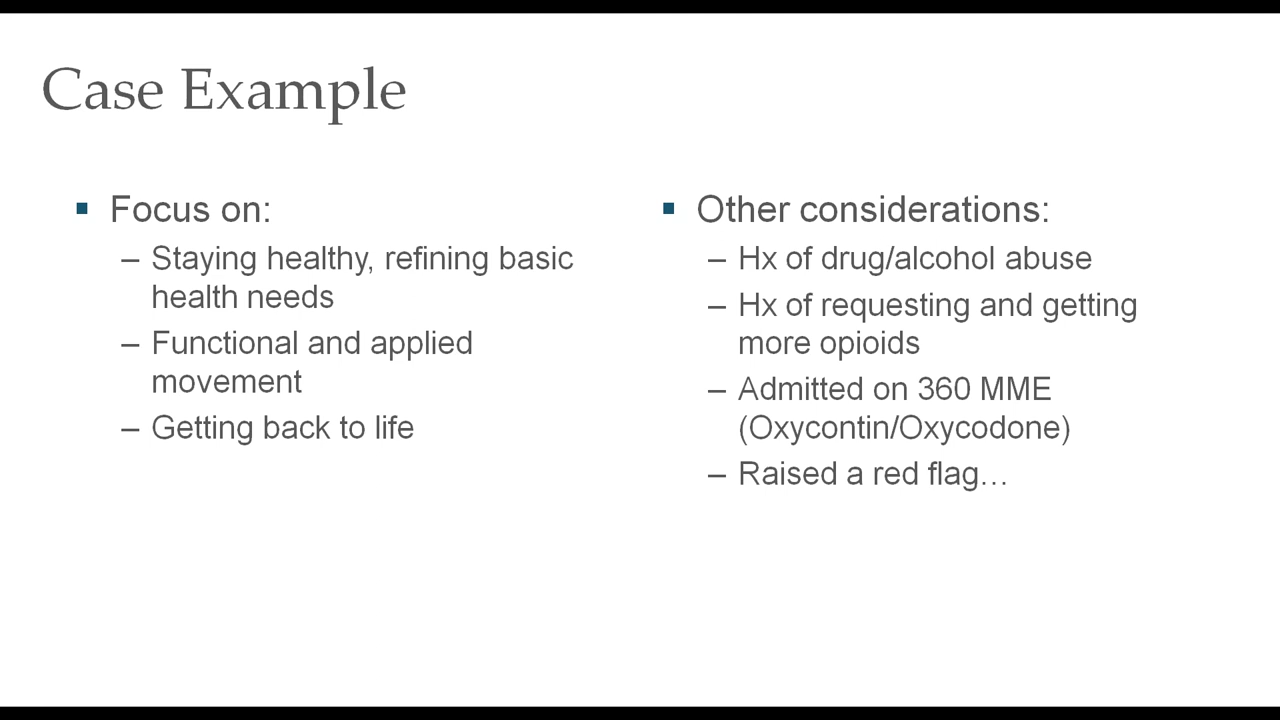 Case Example
▪ Focus on:
– Staying healthy, refining basic
health needs
– Functional and applied
movement
– Getting back to life
▪ Other considerations:
– Hx of drug/alcohol abuse
– Hx of requesting and getting
more opioids
– Admitted on 360 MME
(Oxycontin/Oxycodone)
– Raised a red flag…